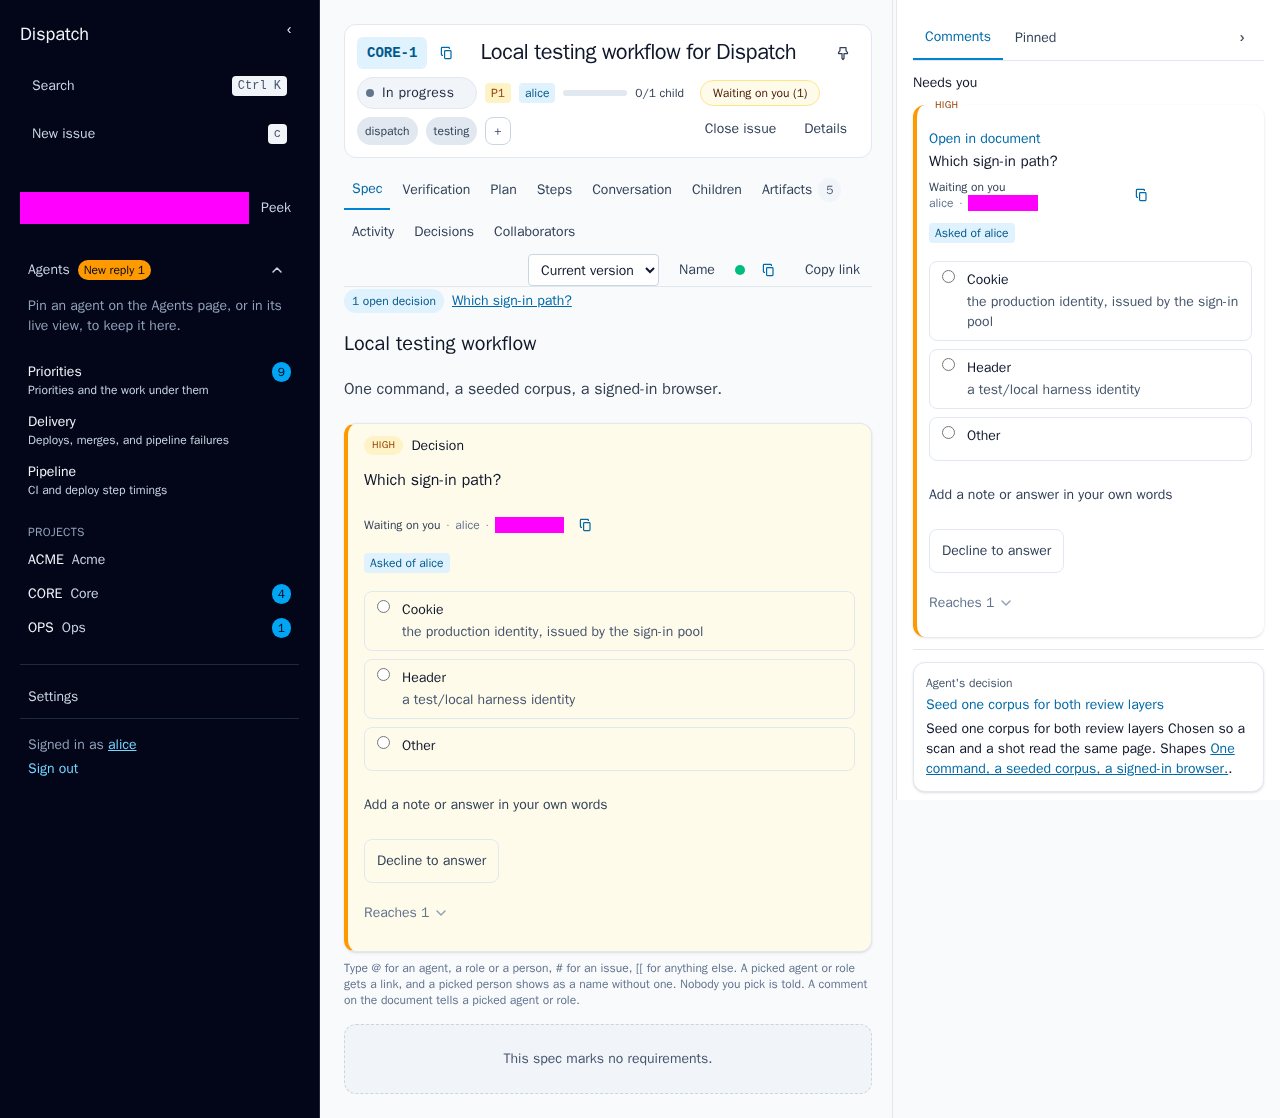 Dispatch
Search
Ctrl K
New issue
C
Peek
Agents
New reply 1
Pin an agent on the Agents page, or in its
live view, to keep it here.
Priorities
9
Priorities and the work under them
Delivery
Deploys, merges, and pipeline failures
Pipeline
CI and deploy step timings
PROJECTS
ACME Acme
CORE Core
4
OPS Ops
1
Settings
Signed in as alice
Sign out
CORE-1
Local testing workflow for Dispatch
In progress
P1
alice
0/1 child
Waiting on you (1)
dispatch
testing
+
Close issue
Details
Spec
Verification
Plan
Steps
Conversation
Children
Artifacts 5
Activity
Decisions
Collaborators
Current version
Name
Copy link
1 open decision
Which sign-in path?
Local testing workflow
One command, a seeded corpus, a signed-in browser.
HIGH
Decision
Which sign-in path?
Waiting on you · alice ·
Asked of alice
Cookie
the production identity, issued by the sign-in pool
Header
a test/local harness identity
Other
Add a note or answer in your own words
Decline to answer
Reaches 1
Type @ for an agent, a role or a person, # for an issue, [[ for anything else. A picked agent or role
gets a link, and a picked person shows as a name without one. Nobody you pick is told. A comment
on the document tells a picked agent or role.
This spec marks no requirements.
Comments
Pinned
Needs you
HIGH
Open in document
Which sign-in path?
Waiting on you
alice ·
Asked of alice
Cookie
the production identity, issued by the sign-in
pool
Header
a test/local harness identity
Other
Add a note or answer in your own words
Decline to answer
Reaches 1
Agent's decision
Seed one corpus for both review layers
Seed one corpus for both review layers Chosen so a
scan and a shot read the same page. Shapes One
command, a seeded corpus, a signed-in browser..